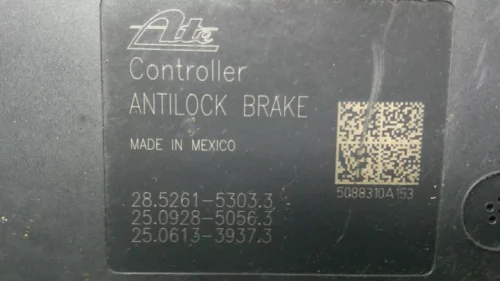 Ate
Controller
ANTILOCK BRAKE
MADE IN MEXICO
5088310A153
28.5261-5303.3
25.0928-5056.3
25.0613-3937.3